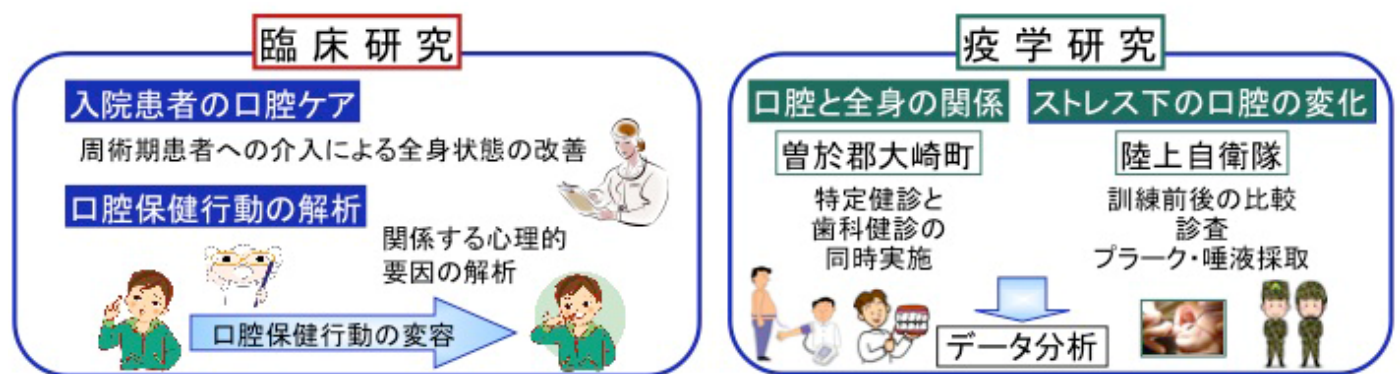 臨床研究
入院患者の口腔ケア
周術期患者への介入による全身状態の改善
口腔保健行動の解析
関係する心理的
要因の解析
口腔保健行動の変容
疫学研究
口腔と全身の関係
曽於郡大崎町
特定健診と
歯科健診の
同時実施
ストレス下の口腔の変化
陸上自衛隊
訓練前後の比較
診査
プラーク・唾液採取
データ分析